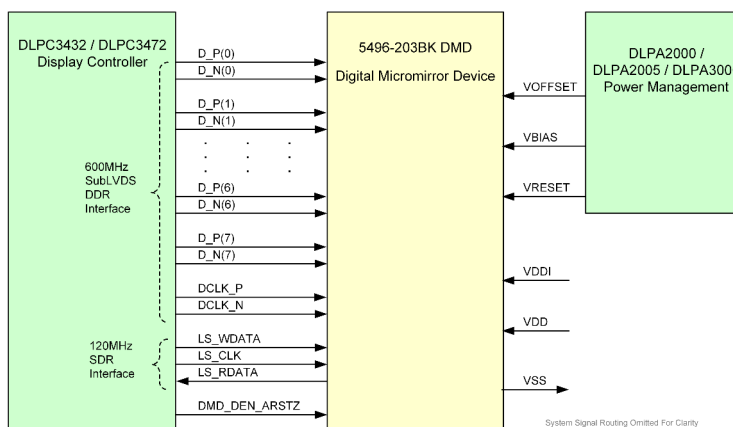 DLPC3432 / DLPC3472
Display Controller
600MHz
SubLVDS
DDR
Interface
120MHz
SDR
Interface
D_P(0)
D_N(0)
D_P(1)
D_N(1)
. . .
. . .
. . .
D_P(6)
D_N(6)
D_P(7)
D_N(7)
DCLK_P
DCLK_N
LS_WDATA
LS_CLK
LS_RDATA
DMD_DEN_ARSTZ
5496-203BK DMD
Digital Micromirror Device
VOFFSET
VBIAS
VRESET
VDDI
VDD
VSS
DLPA2000 /
DLPA2005 / DLPA300
Power Management
System Signal Routing Omitted For Clarity